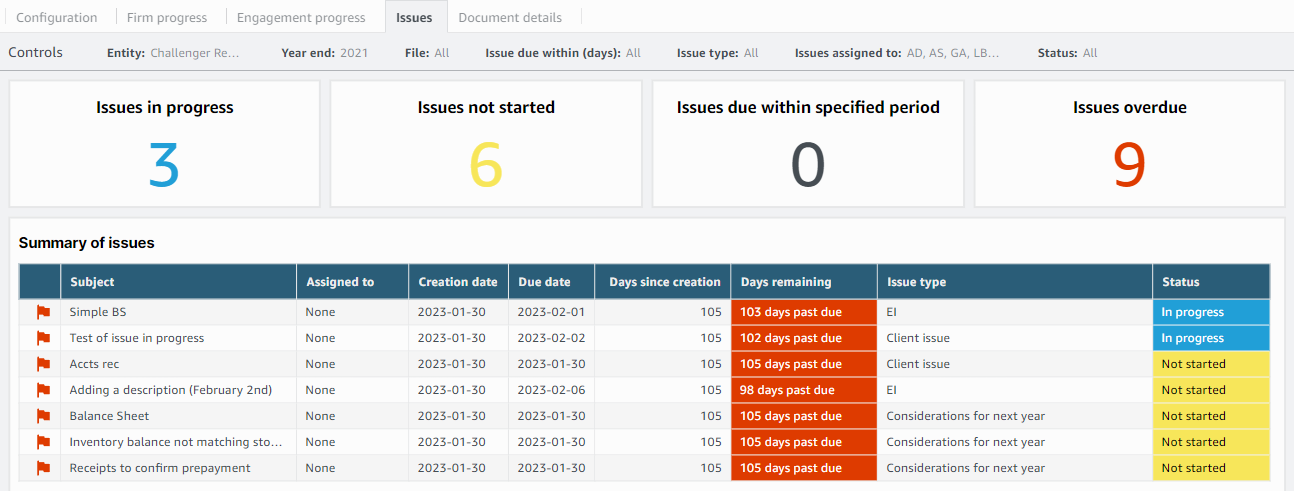 Configuration Firm progress Engagement progress Issues Document details
Controls Entity: Challenger Re... Year end: 2021 File: All Issue due within (days): All Issue type: All Issues assigned to: AD, AS, GA, LB... Status: All
Issues in progress Issues not started Issues due within specified period Issues overdue
3 6 0 9
Summary of issues
Subject Assigned to Creation date Due date Days since creation Days remaining Issue type Status
Simple BS None 2023-01-30 2023-02-01 105 103 days past due EI In progress
Test of issue in progress None 2023-01-30 2023-02-02 105 102 days past due Client issue In progress
Accts rec None 2023-01-30 2023-01-30 105 105 days past due Client issue Not started
Adding a description (February 2nd) None 2023-01-30 2023-02-06 105 98 days past due EI Not started
Balance Sheet None 2023-01-30 2023-01-30 105 105 days past due Considerations for next year Not started
Inventory balance not matching sto... None 2023-01-30 2023-01-30 105 105 days past due Considerations for next year Not started
Receipts to confirm prepayment None 2023-01-30 2023-01-30 105 105 days past due Considerations for next year Not started